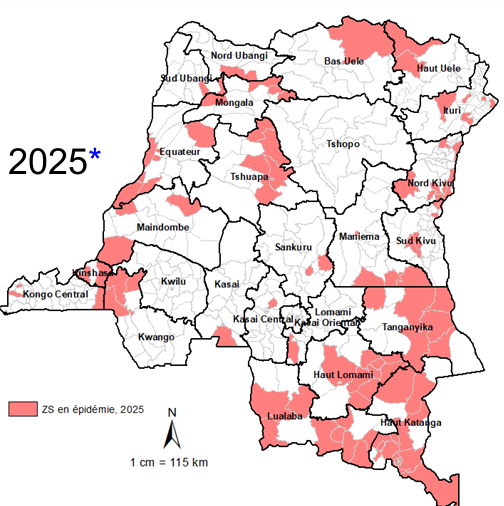 Nord Ubangi
Bas Uele
Haut Uele
Sud Ubangi
Mongala
Ituri
2025*
Equateur
Tshopo
Tshuapa
Nord Kivu
Maindombe
Maniema
Sud Kivu
Sankuru
Kinshasa
Kwilu
Kasai
Kongo Central
Lomami
Kasai Central
Kasai Oriental
Tanganyika
Kwango
Haut Lomami
ZS en épidémie, 2025
Lualaba
Haut Katanga
N
1 cm = 115 km